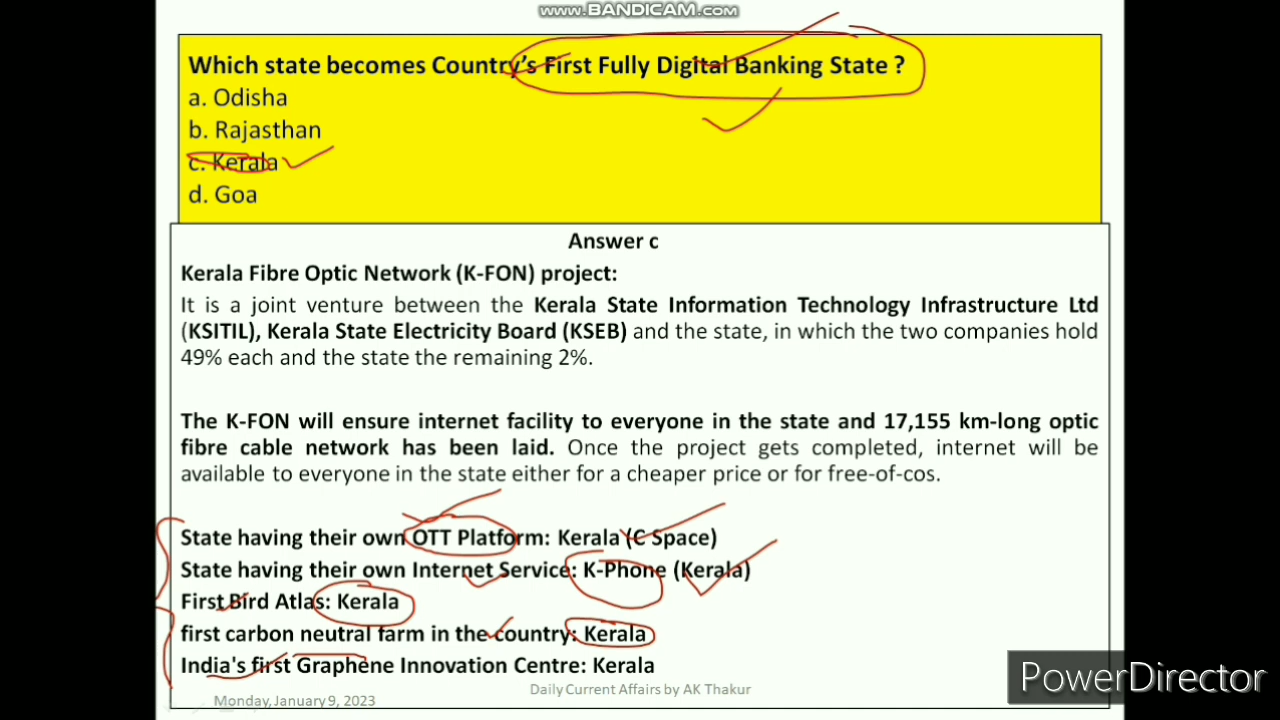 www.BANDICAM.com
Which state becomes Country's First Fully Digital Banking State ?
a. Odisha
b. Rajasthan
c. Kerala
d. Goa
Answer c
Kerala Fibre Optic Network (K-FON) project:
It is a joint venture between the Kerala State Information Technology Infrastructure Ltd
(KSITIL), Kerala State Electricity Board (KSEB) and the state, in which the two companies hold
49% each and the state the remaining 2%.
The K-FON will ensure internet facility to everyone in the state and 17,155 km-long optic
fibre cable network has been laid. Once the project gets completed, internet will be
available to everyone in the state either for a cheaper price or for free-of-cos.
State having their own OTT Platform: Kerala (C Space)
State having their own Internet Service: K-Phone (Kerala)
First Bird Atlas: Kerala
first carbon neutral farm in the country: Kerala
India's first Graphene Innovation Centre: Kerala
Daily Current Affairs by AK Thakur
Monday, January 9, 2023
PowerDirector